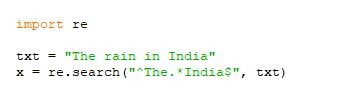 import re
txt = "The rain in India"
x = re.search("^The.*India$", txt)